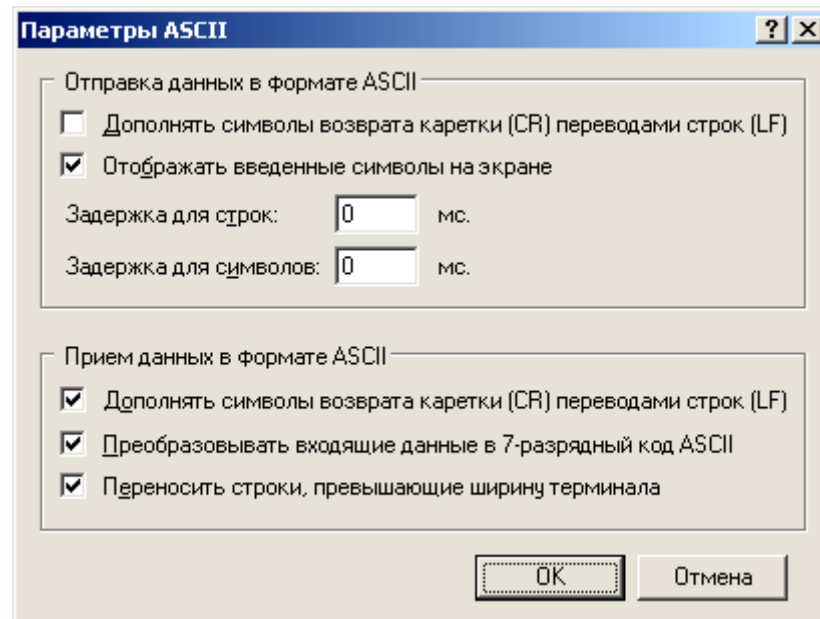 Параметры ASCII
Отправка данных в формате ASCII
Дополнять символы возврата каретки (CR) переводами строк (LF)
Отображать введенные символы на экране
Задержка для строк: 0 мс.
Задержка для символов: 0 мс.
Прием данных в формате ASCII
Дополнять символы возврата каретки (CR) переводами строк (LF)
Преобразовывать входящие данные в 7-разрядный код ASCII
Переносить строки, превышающие ширину терминала
OK Отмена